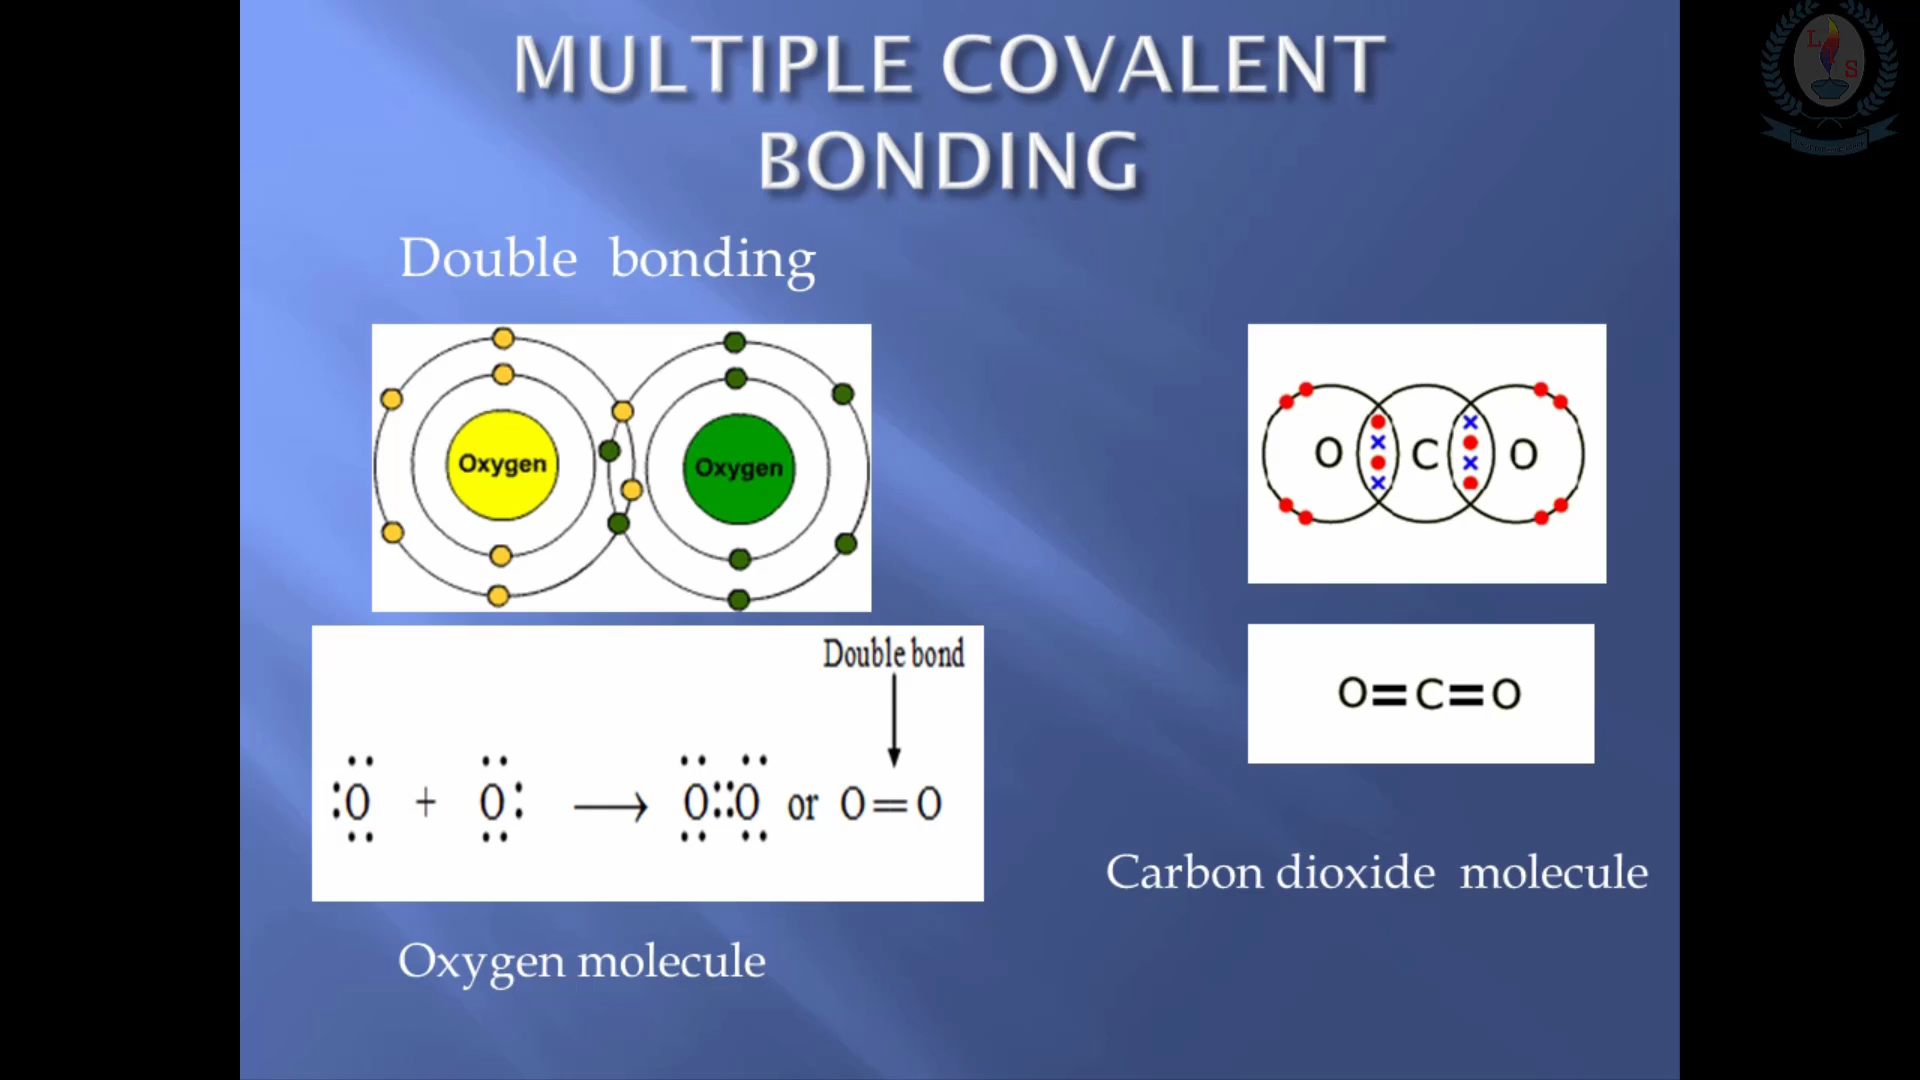 MULTIPLE COVALENT
BONDING
Double bonding
Oxygen
Oxygen
O C O
Double bond
:O + O: ⟶ O::O or O=O
O=C=O
Carbon dioxide molecule
Oxygen molecule
L
S